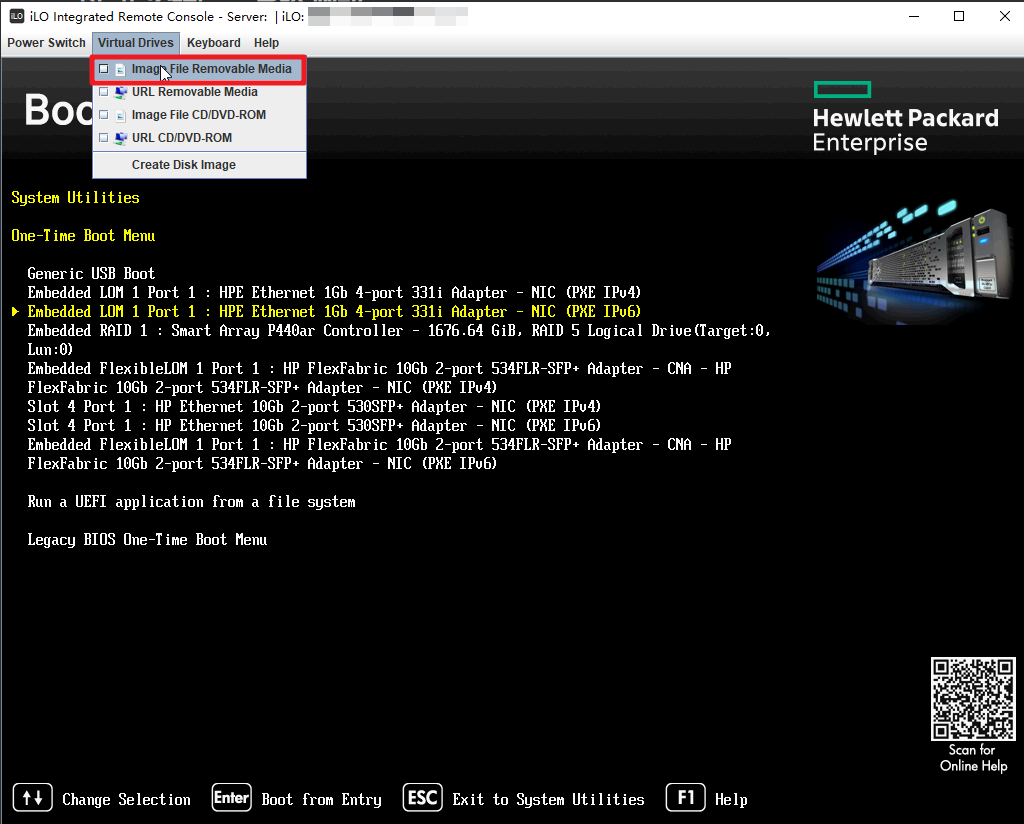 iLO iLO Integrated Remote Console - Server: | iLO:
Power Switch Virtual Drives Keyboard Help
Image File Removable Media
URL Removable Media
Image File CD/DVD-ROM
URL CD/DVD-ROM
Create Disk Image
Boo
Hewlett Packard
Enterprise
System Utilities
One-Time Boot Menu
Generic USB Boot
Embedded LOM 1 Port 1 : HPE Ethernet 1Gb 4-port 331i Adapter - NIC (PXE IPv4)
Embedded LOM 1 Port 1 : HPE Ethernet 1Gb 4-port 331i Adapter - NIC (PXE IPv6)
Embedded RAID 1 : Smart Array P440ar Controller - 1676.64 GiB, RAID 5 Logical Drive(Target:0,
Lun:0)
Embedded FlexibleLOM 1 Port 1 : HP FlexFabric 10Gb 2-port 534FLR-SFP+ Adapter - CNA - HP
FlexFabric 10Gb 2-port 534FLR-SFP+ Adapter - NIC (PXE IPv4)
Slot 4 Port 1 : HP Ethernet 10Gb 2-port 530SFP+ Adapter - NIC (PXE IPv4)
Slot 4 Port 1 : HP Ethernet 10Gb 2-port 530SFP+ Adapter - NIC (PXE IPv6)
Embedded FlexibleLOM 1 Port 1 : HP FlexFabric 10Gb 2-port 534FLR-SFP+ Adapter - CNA - HP
FlexFabric 10Gb 2-port 534FLR-SFP+ Adapter - NIC (PXE IPv6)
Run a UEFI application from a file system
Legacy BIOS One-Time Boot Menu
Scan for
Online Help
↑↓ Change Selection Enter Boot from Entry ESC Exit to System Utilities F1 Help